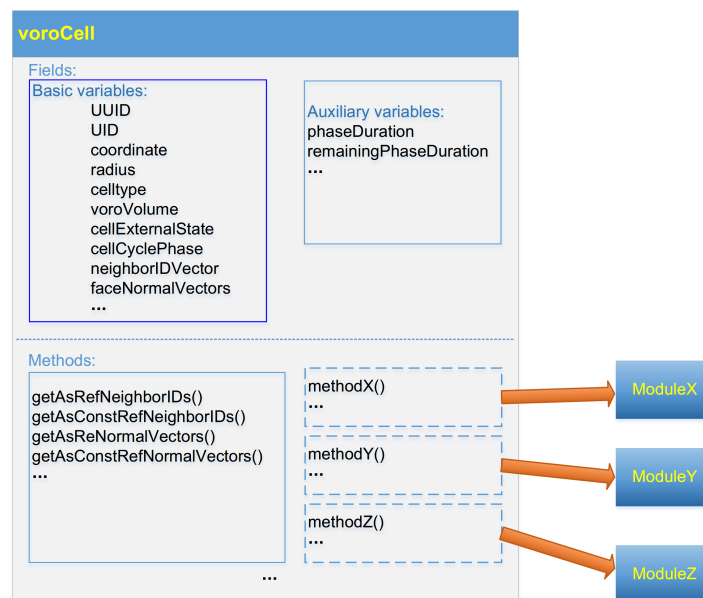 voroCell
Fields:
Basic variables:
UUID
UID
coordinate
radius
celltype
voroVolume
cellExternalState
cellCyplePhase
neighborIDVector
faceNormalVectors
...
Auxiliary variables:
phaseDuration
remainingPhaseDuration
...
Methods:
getAsRefNeighborIDs()
getAsConstRefNeighborIDs()
getAsReNormalVectors()
getAsConstRefNormalVectors()
...
methodX()
...
methodY()
...
methodZ()
...
...
ModuleX
ModuleY
ModuleZ